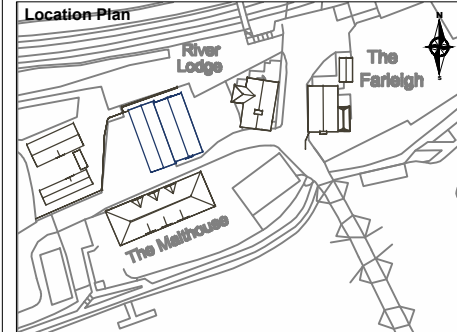 Location Plan
N
River
Lodge
The
Farleigh
S
The Malthouse